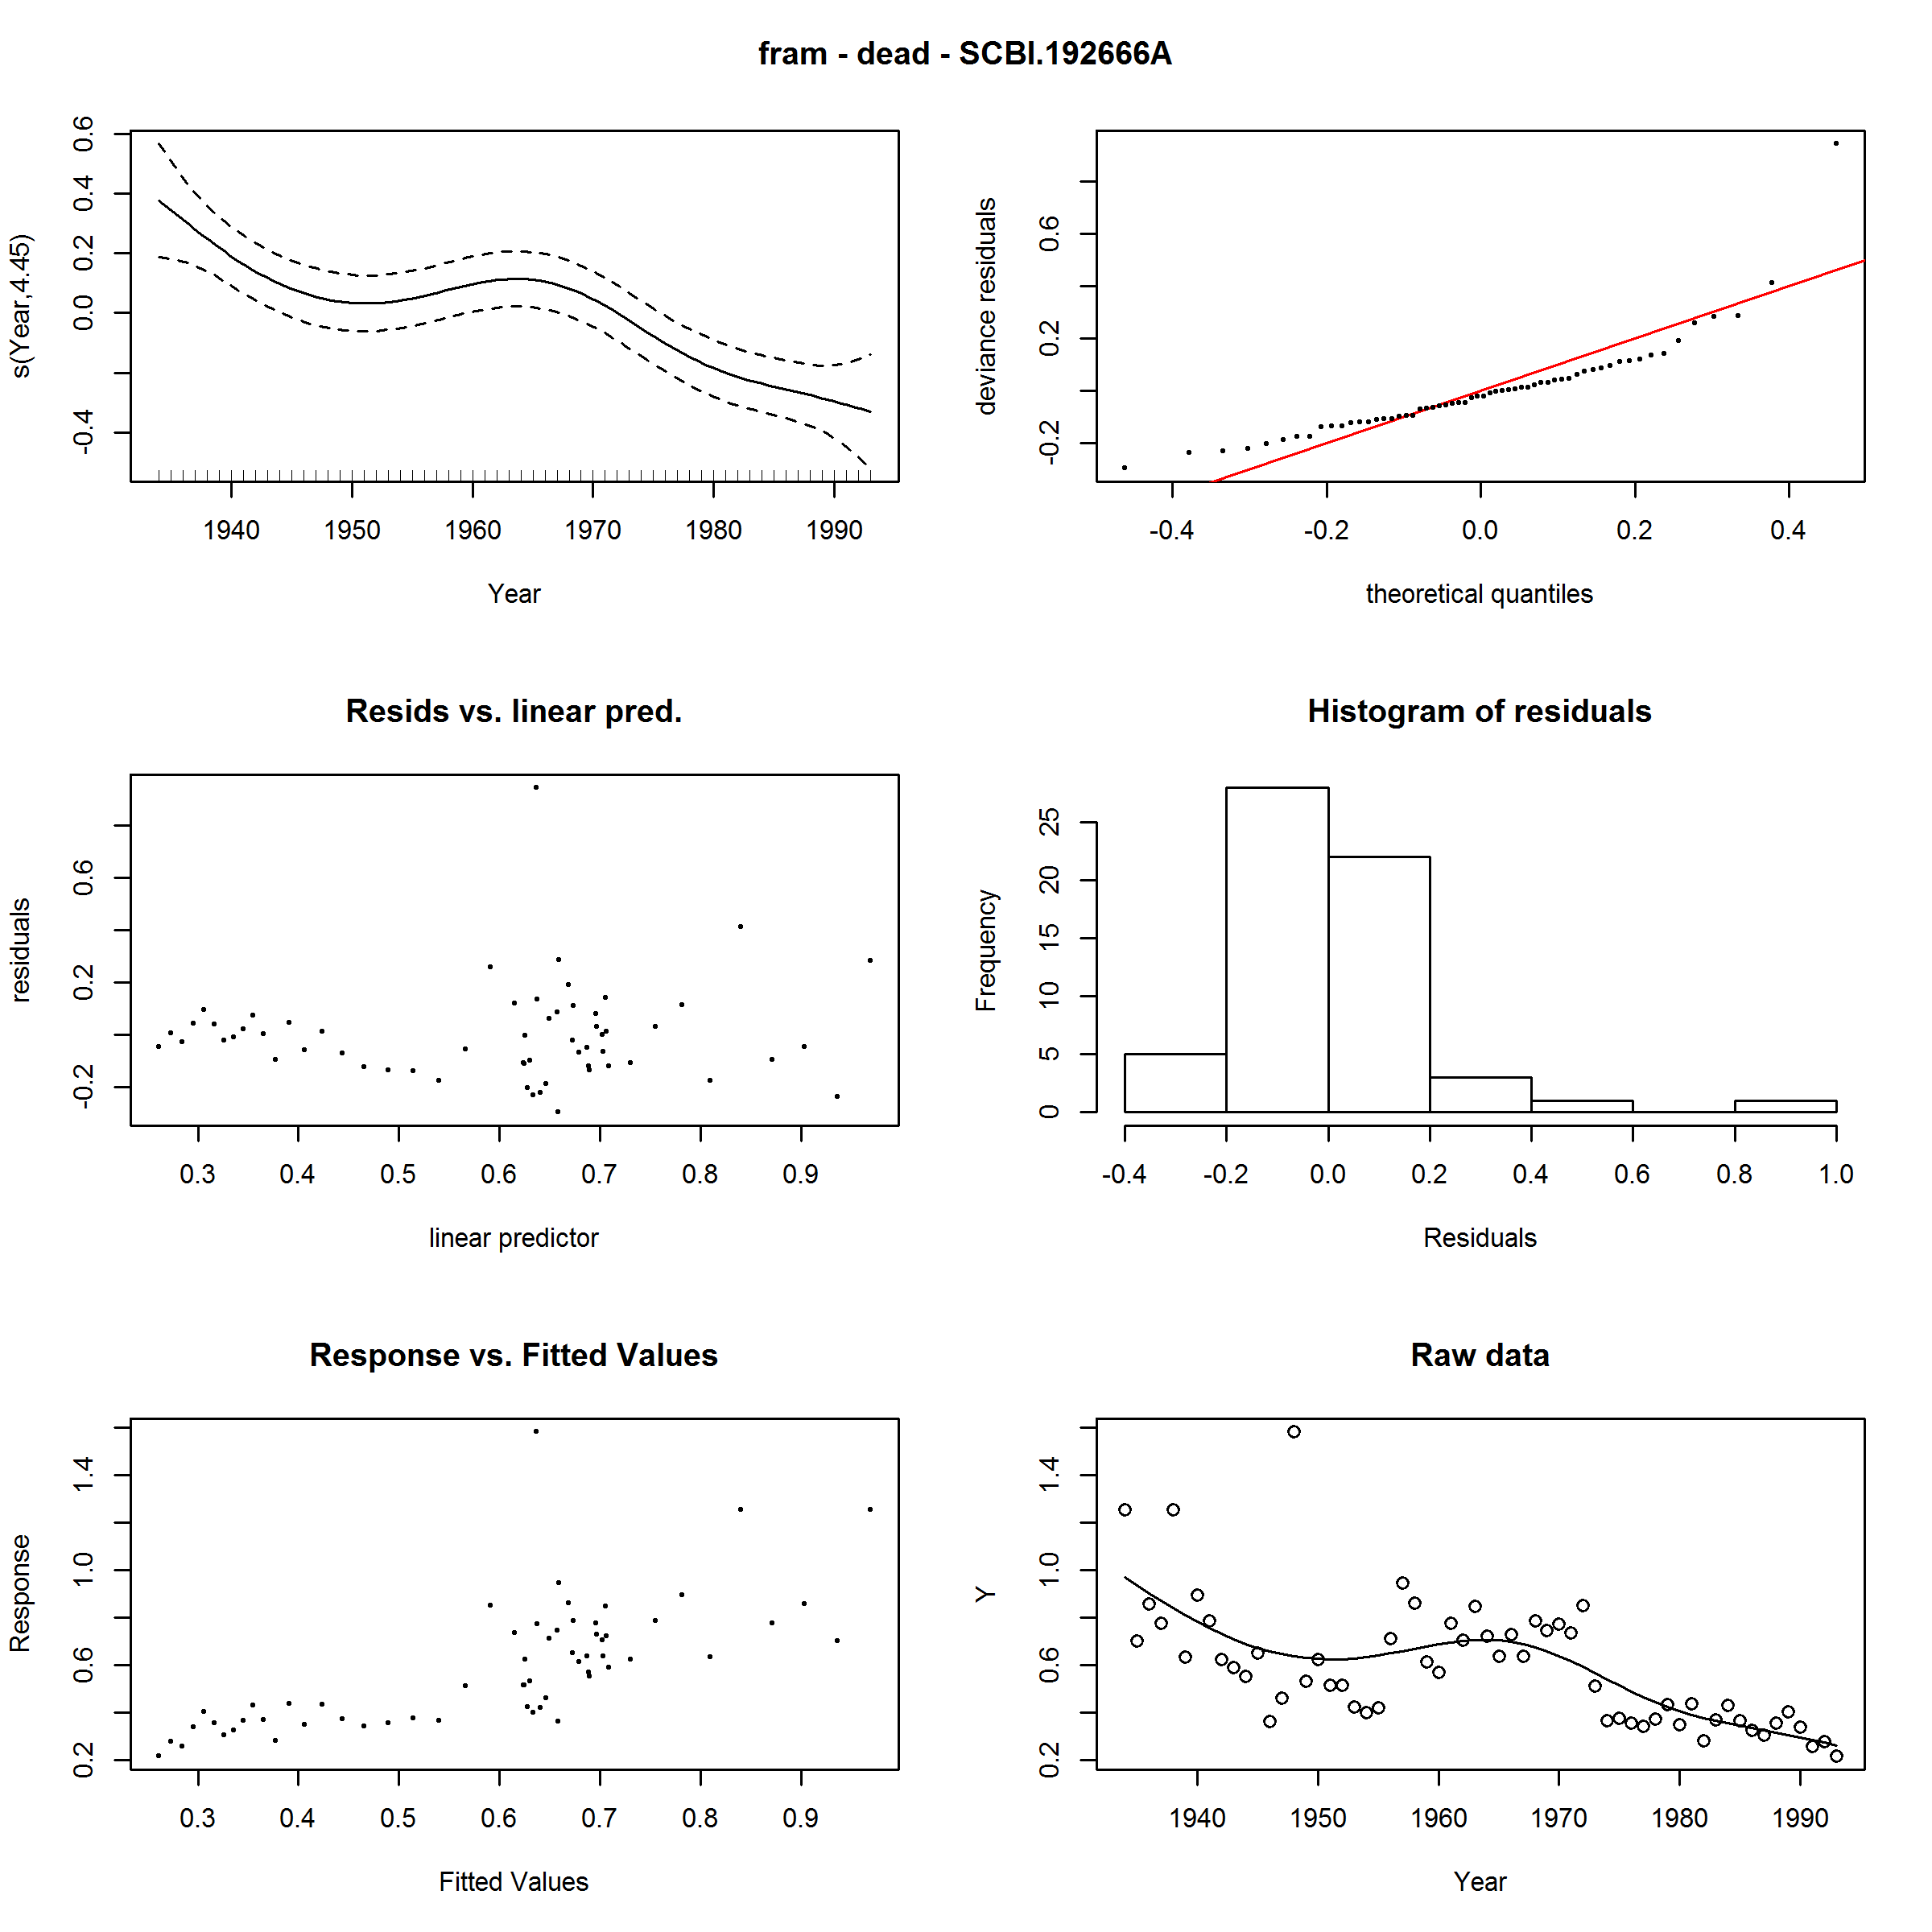 fram - dead - SCBI.192666A
s(Year,4.45)
0.6
0.4
0.2
0.0
-0.4
1940 1950 1960 1970 1980 1990
Year
deviance residuals
0.6
0.2
-0.2
-0.4 -0.2 0.0 0.2 0.4
theoretical quantiles
Resids vs. linear pred.
residuals
0.6
0.2
-0.2
0.3 0.4 0.5 0.6 0.7 0.8 0.9
linear predictor
Histogram of residuals
Frequency
25
20
15
10
5
0
-0.4 -0.2 0.0 0.2 0.4 0.6 0.8 1.0
Residuals
Response vs. Fitted Values
Response
1.4
1.0
0.6
0.2
0.3 0.4 0.5 0.6 0.7 0.8 0.9
Fitted Values
Raw data
Y
1.4
1.0
0.6
0.2
1940 1950 1960 1970 1980 1990
Year